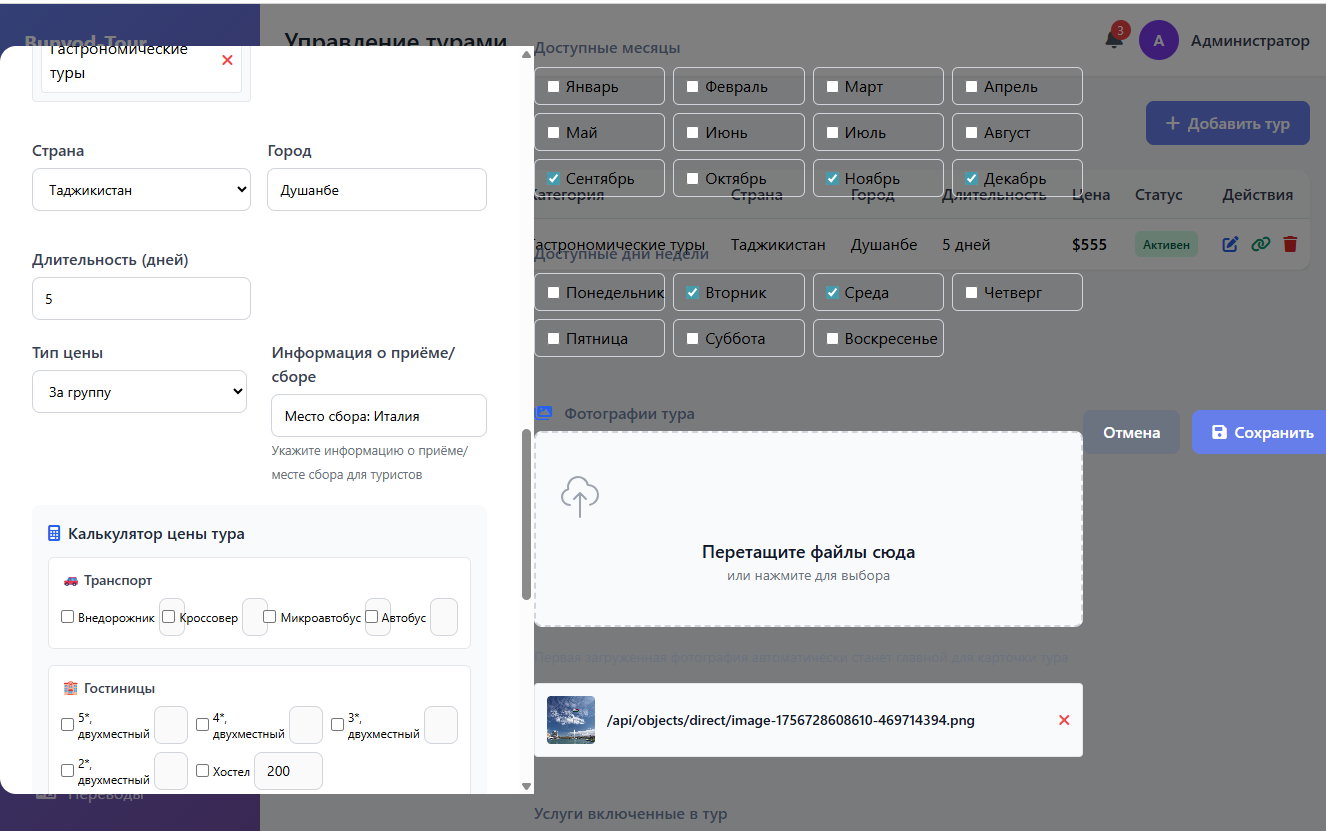 Bunyod-Tour
Управление турами
3
А
Администратор
Добавить тур
Гастрономические
туры
Страна
Город
Таджикистан
Душанбе
Длительность (дней)
5
Тип цены
Информация о приёме/
сборе
За группу
Место сбора: Италия
Укажите информацию о приёме/
месте сбора для туристов
Калькулятор цены тура
Транспорт
Внедорожник
Кроссовер
Микроавтобус
Автобус
Гостиницы
5*,
двухместный
4*,
двухместный
3*,
двухместный
2*,
двухместный
Хостел
200
Переводы
Доступные месяцы
Январь
Февраль
Март
Апрель
Май
Июнь
Июль
Август
Сентябрь
Октябрь
Ноябрь
Декабрь
Категория
Страна
Город
Длительность
Цена
Статус
Действия
Гастрономические туры
Таджикистан
Душанбе
5 дней
$555
Активен
Доступные дни недели
Понедельник
Вторник
Среда
Четверг
Пятница
Суббота
Воскресенье
Фотографии тура
Отмена
Сохранить
Перетащите файлы сюда
или нажмите для выбора
Первая загруженная фотография автоматически станет главной для карточки тура
/api/objects/direct/image-1756728608610-469714394.png
Услуги включенные в тур